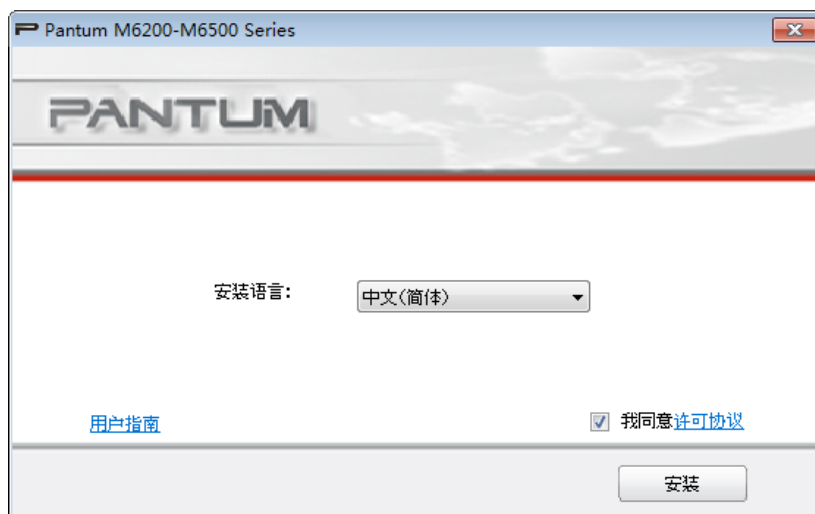 Pantum M6200-M6500 Series
PANTUM
安装语言:
中文(简体)
用户指南
我同意许可协议
安装